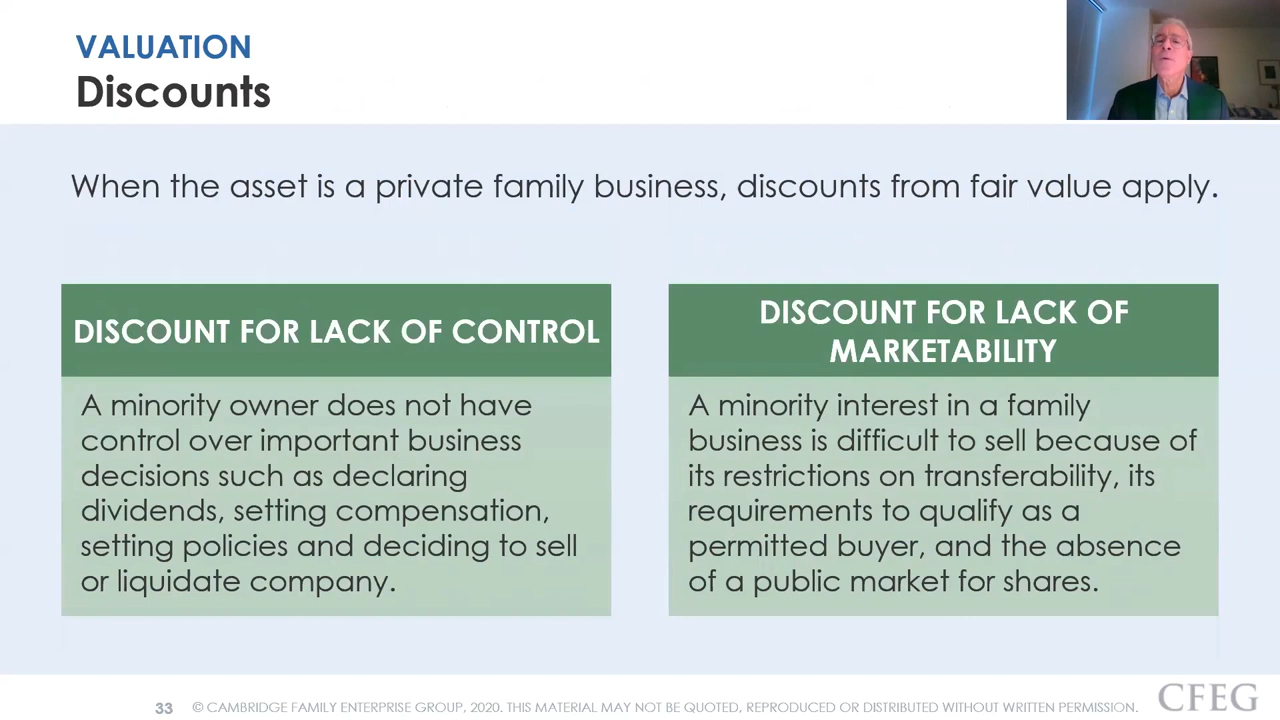 VALUATION
Discounts
When the asset is a private family business, discounts from fair value apply.
DISCOUNT FOR LACK OF CONTROL
A minority owner does not have
control over important business
decisions such as declaring
dividends, setting compensation,
setting policies and deciding to sell
or liquidate company.
DISCOUNT FOR LACK OF
MARKETABILITY
A minority interest in a family
business is difficult to sell because of
its restrictions on transferability, its
requirements to qualify as a
permitted buyer, and the absence
of a public market for shares.
33
© CAMBRIDGE FAMILY ENTERPRISE GROUP, 2020. THIS MATERIAL MAY NOT BE QUOTED, REPRODUCED OR DISTRIBUTED WITHOUT WRITTEN PERMISSION.
CFEG